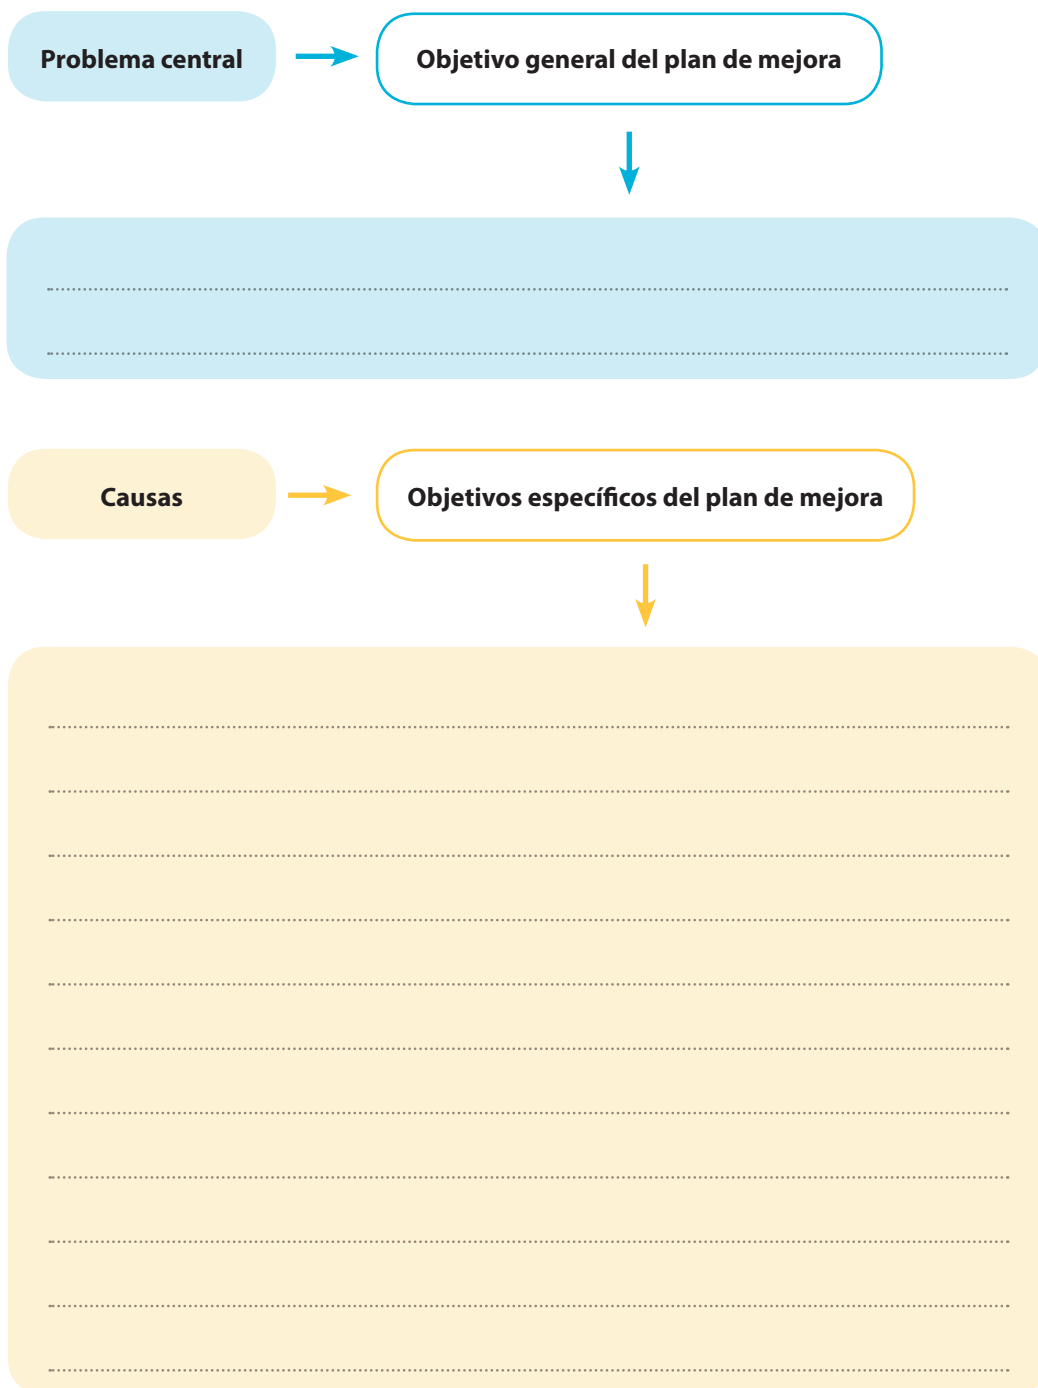 Problema central
Objetivo general del plan de mejora
Causas
Objetivos específicos del plan de mejora